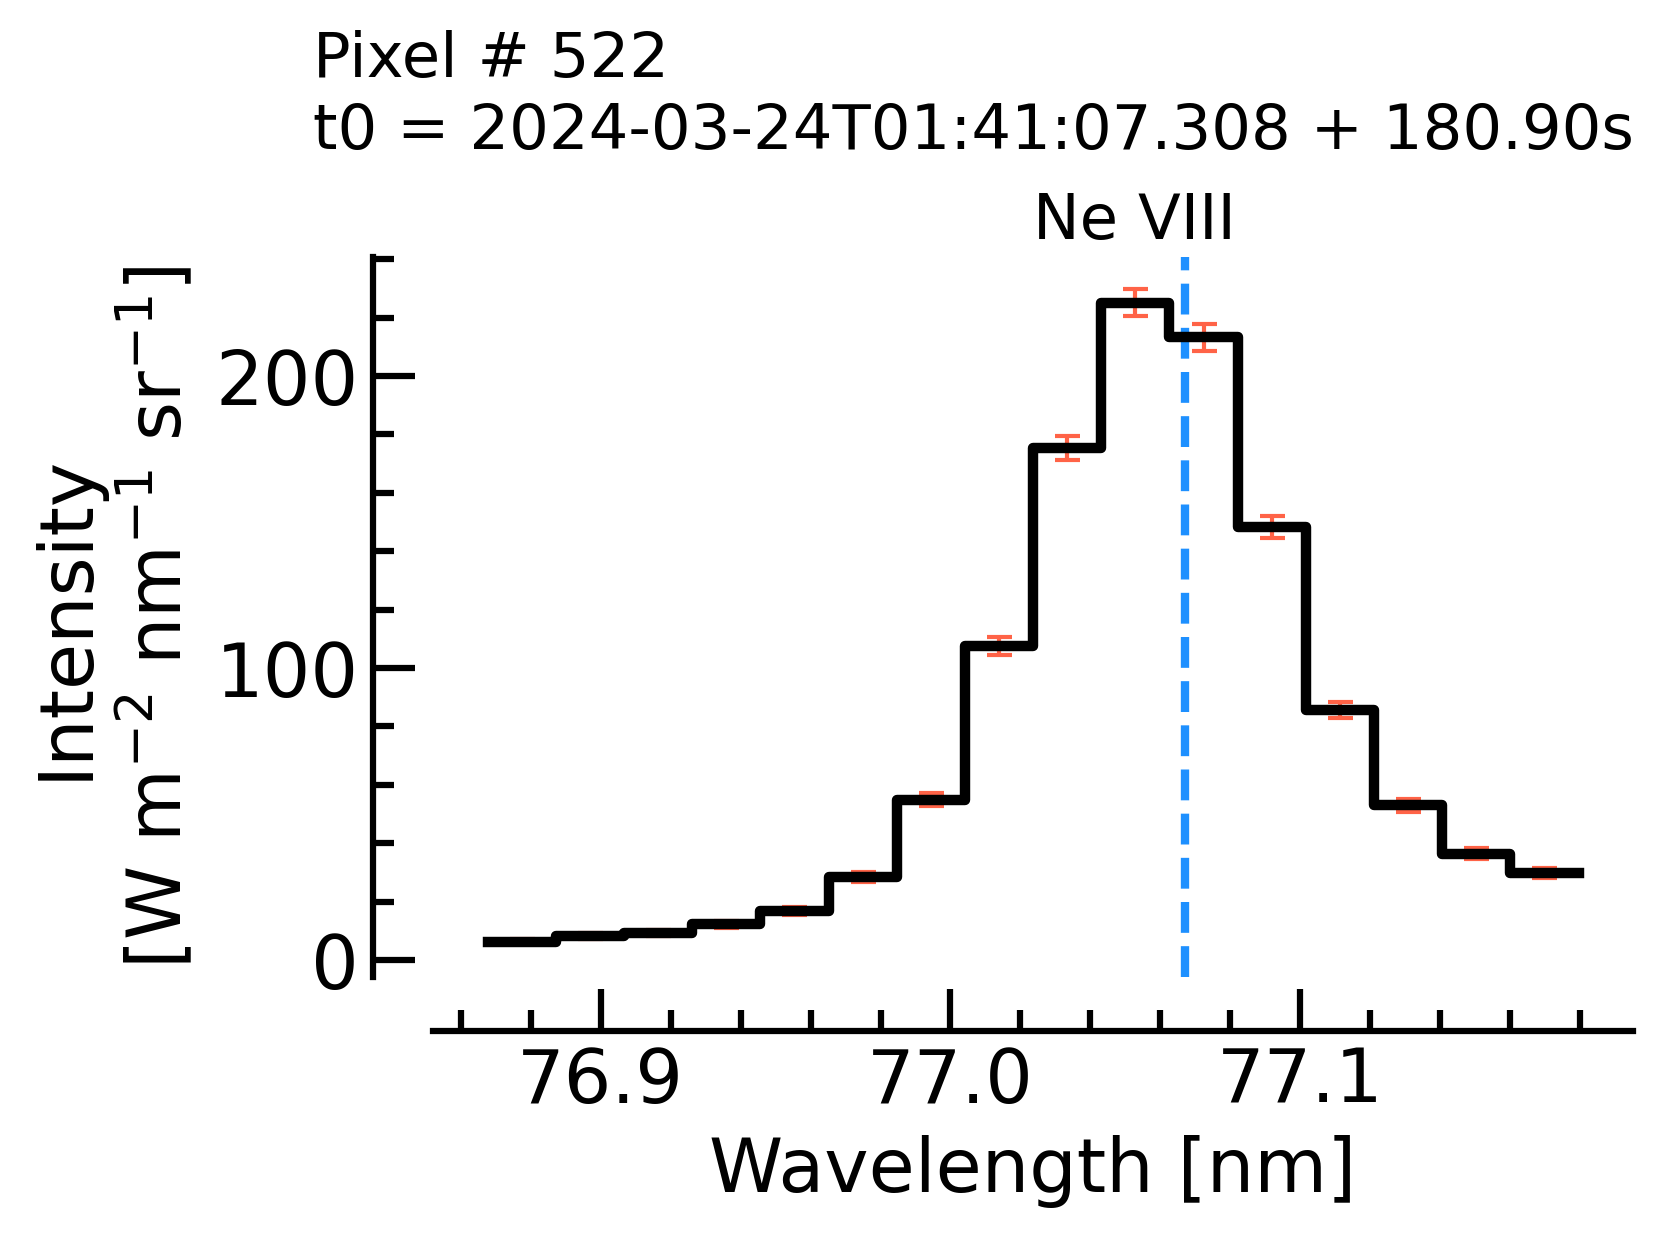 Pixel # 522
t0 = 2024-03-24T01:41:07.308 + 180.90s
Ne VIII
Intensity
[W m⁻² nm⁻¹ sr⁻¹]
200
100
0
76.9 77.0 77.1
Wavelength [nm]